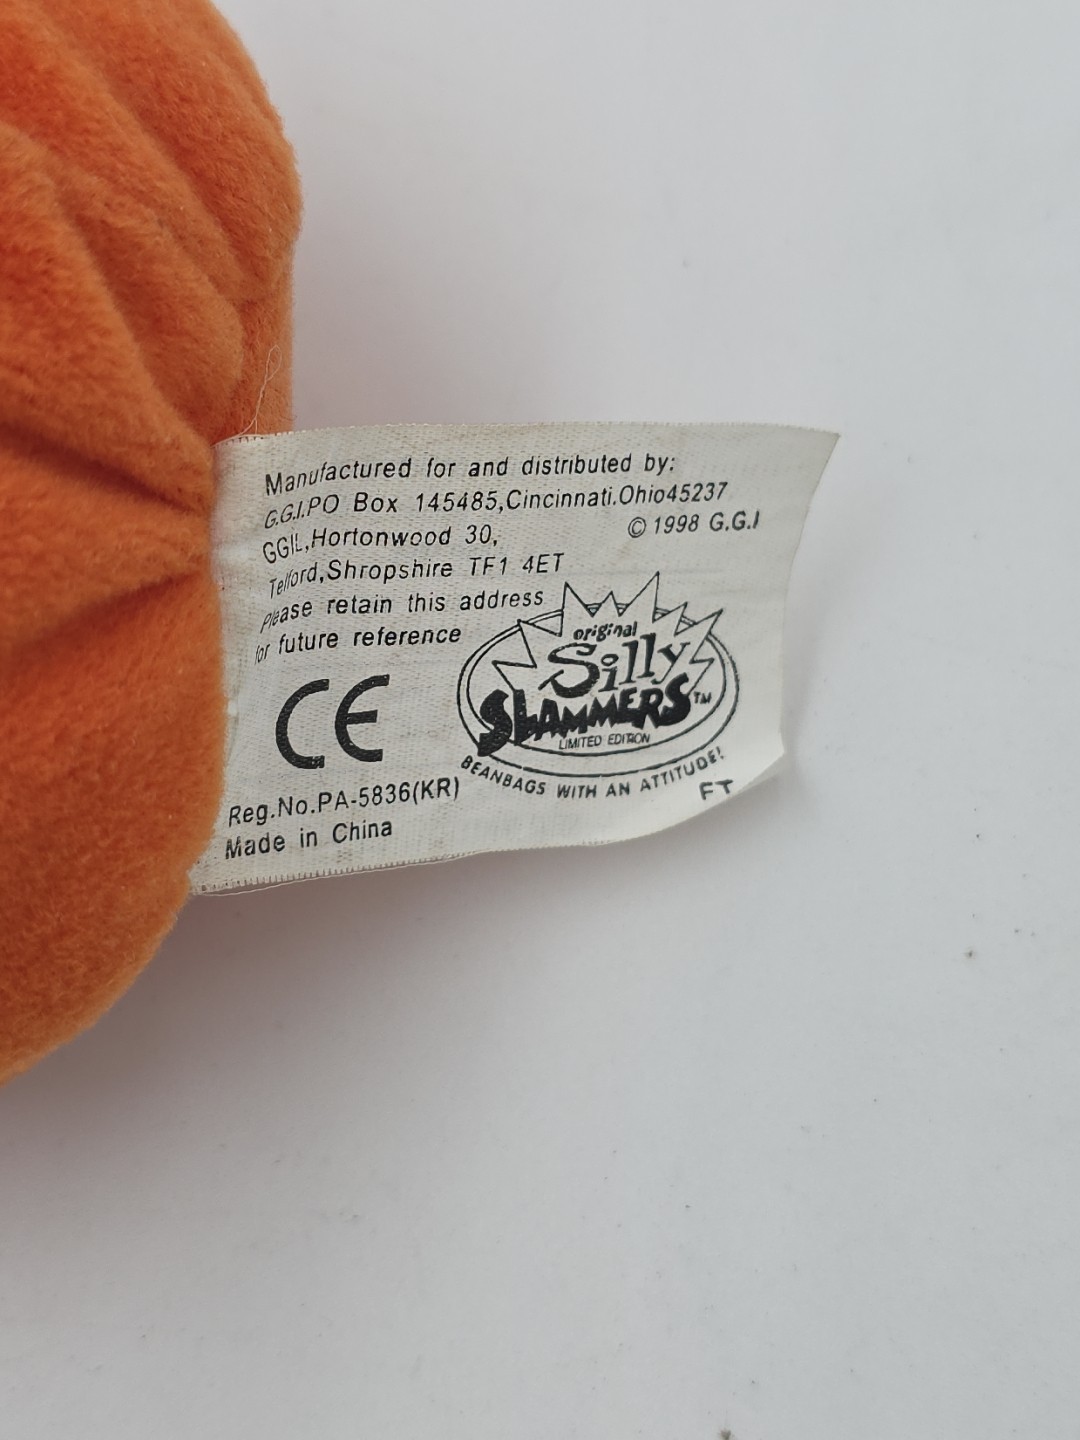 Manufactured for and distributed by:
G.G.I.PO Box 145485,Cincinnati.Ohio45237
© 1998 G.G.I
GGIL,Hortonwood 30,
Telford,Shropshire TF1 4ET
Please retain this address
for future reference
CE
original
Silly
SLAMMERS™
LIMITED EDITION
BEANBAGS WITH AN ATTITUDE!
FT
Reg.No.PA-5836(KR)
Made in China